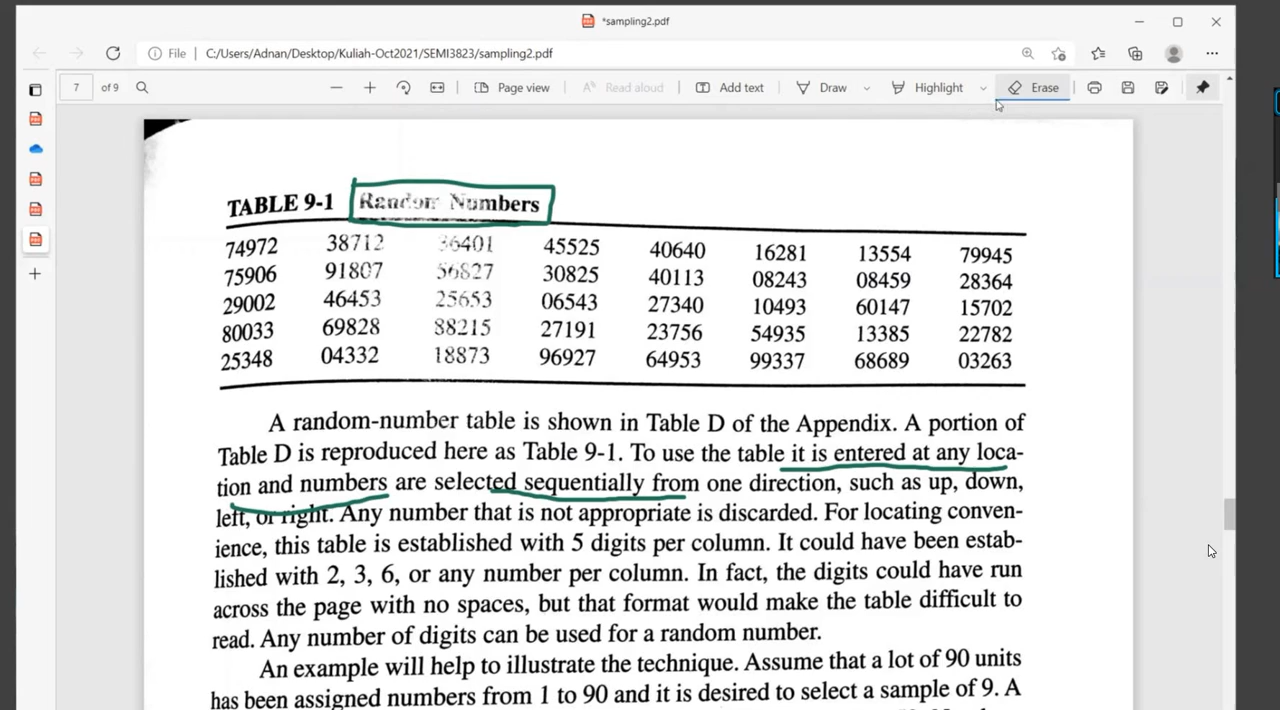 *sampling2.pdf
File C:/Users/Adnan/Desktop/Kuliah-Oct2021/SEMI3823/sampling2.pdf
7 of 9 Page view Read aloud Add text Draw Highlight Erase
TABLE 9-1 Random Numbers
74972 38712 36401 45525 40640 16281 13554 79945
75906 91807 56827 30825 40113 08243 08459 28364
29002 46453 25653 06543 27340 10493 60147 15702
80033 69828 88215 27191 23756 54935 13385 22782
25348 04332 18873 96927 64953 99337 68689 03263
A random-number table is shown in Table D of the Appendix. A portion of
Table D is reproduced here as Table 9-1. To use the table it is entered at any loca-
tion and numbers are selected sequentially from one direction, such as up, down,
left, or right. Any number that is not appropriate is discarded. For locating conven-
ience, this table is established with 5 digits per column. It could have been estab-
lished with 2, 3, 6, or any number per column. In fact, the digits could have run
across the page with no spaces, but that format would make the table difficult to
read. Any number of digits can be used for a random number.
An example will help to illustrate the technique. Assume that a lot of 90 units
has been assigned numbers from 1 to 90 and it is desired to select a sample of 9. A